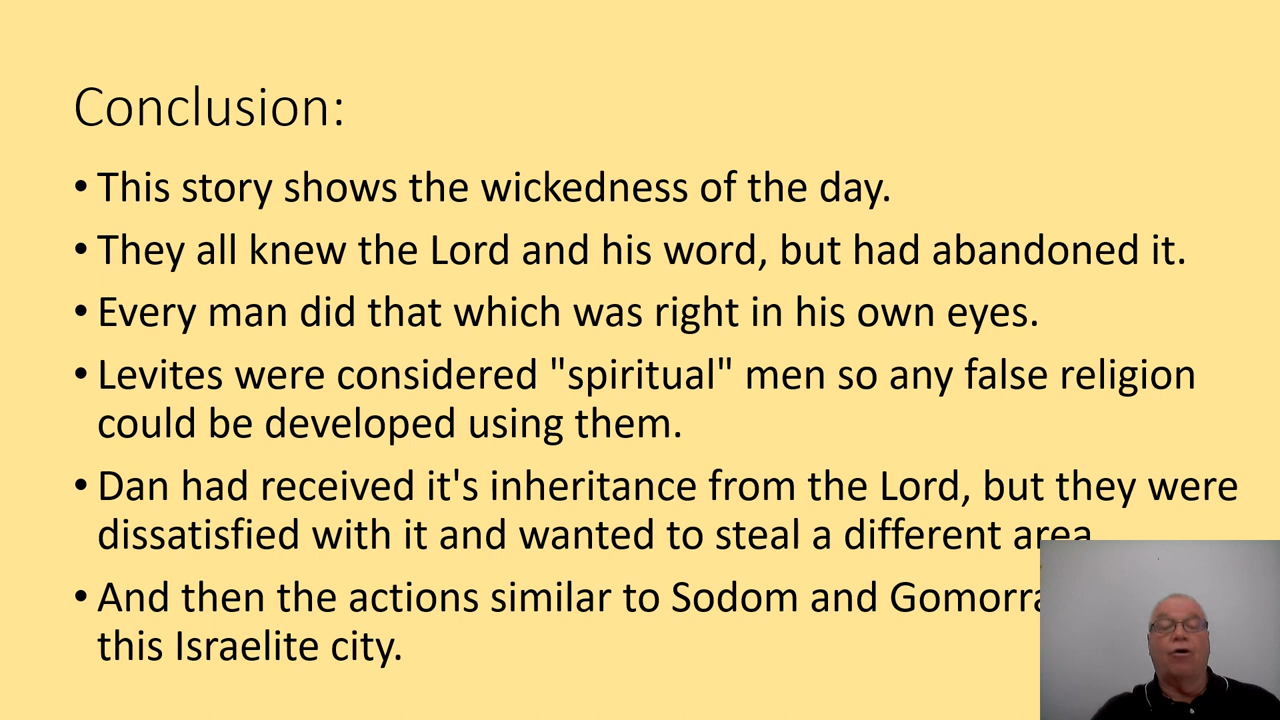 Conclusion:
• This story shows the wickedness of the day.
• They all knew the Lord and his word, but had abandoned it.
• Every man did that which was right in his own eyes.
• Levites were considered "spiritual" men so any false religion
could be developed using them.
• Dan had received it's inheritance from the Lord, but they were
dissatisfied with it and wanted to steal a different area
• And then the actions similar to Sodom and
this Israelite city.